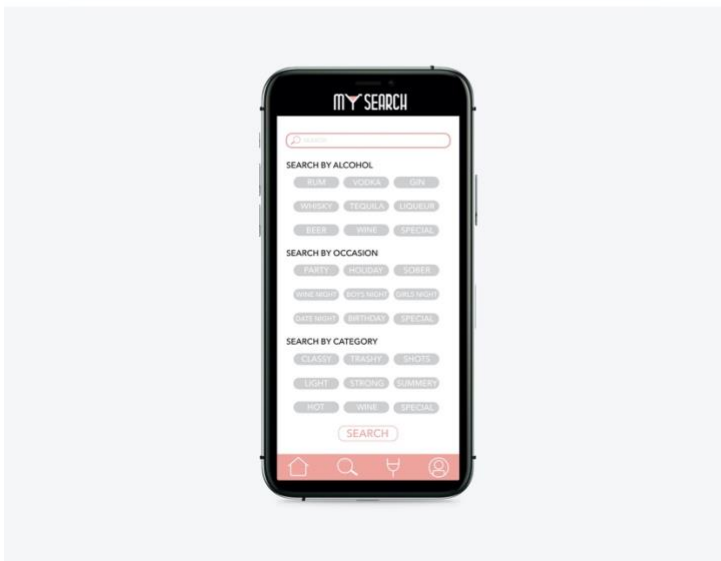 MY SEARCH
SEARCH
SEARCH BY ALCOHOL
RUM VODKA GIN
WHISKY TEQUILA LIQUEUR
BEER WINE SPECIAL
SEARCH BY OCCASION
PARTY HOLIDAY SOBER
WINE NIGHT BOYS NIGHT GIRLS NIGHT
DATE NIGHT BIRTHDAY SPECIAL
SEARCH BY CATEGORY
CLASSY TRASHY SHOTS
LIGHT STRONG SUMMERY
HOT WINE SPECIAL
SEARCH